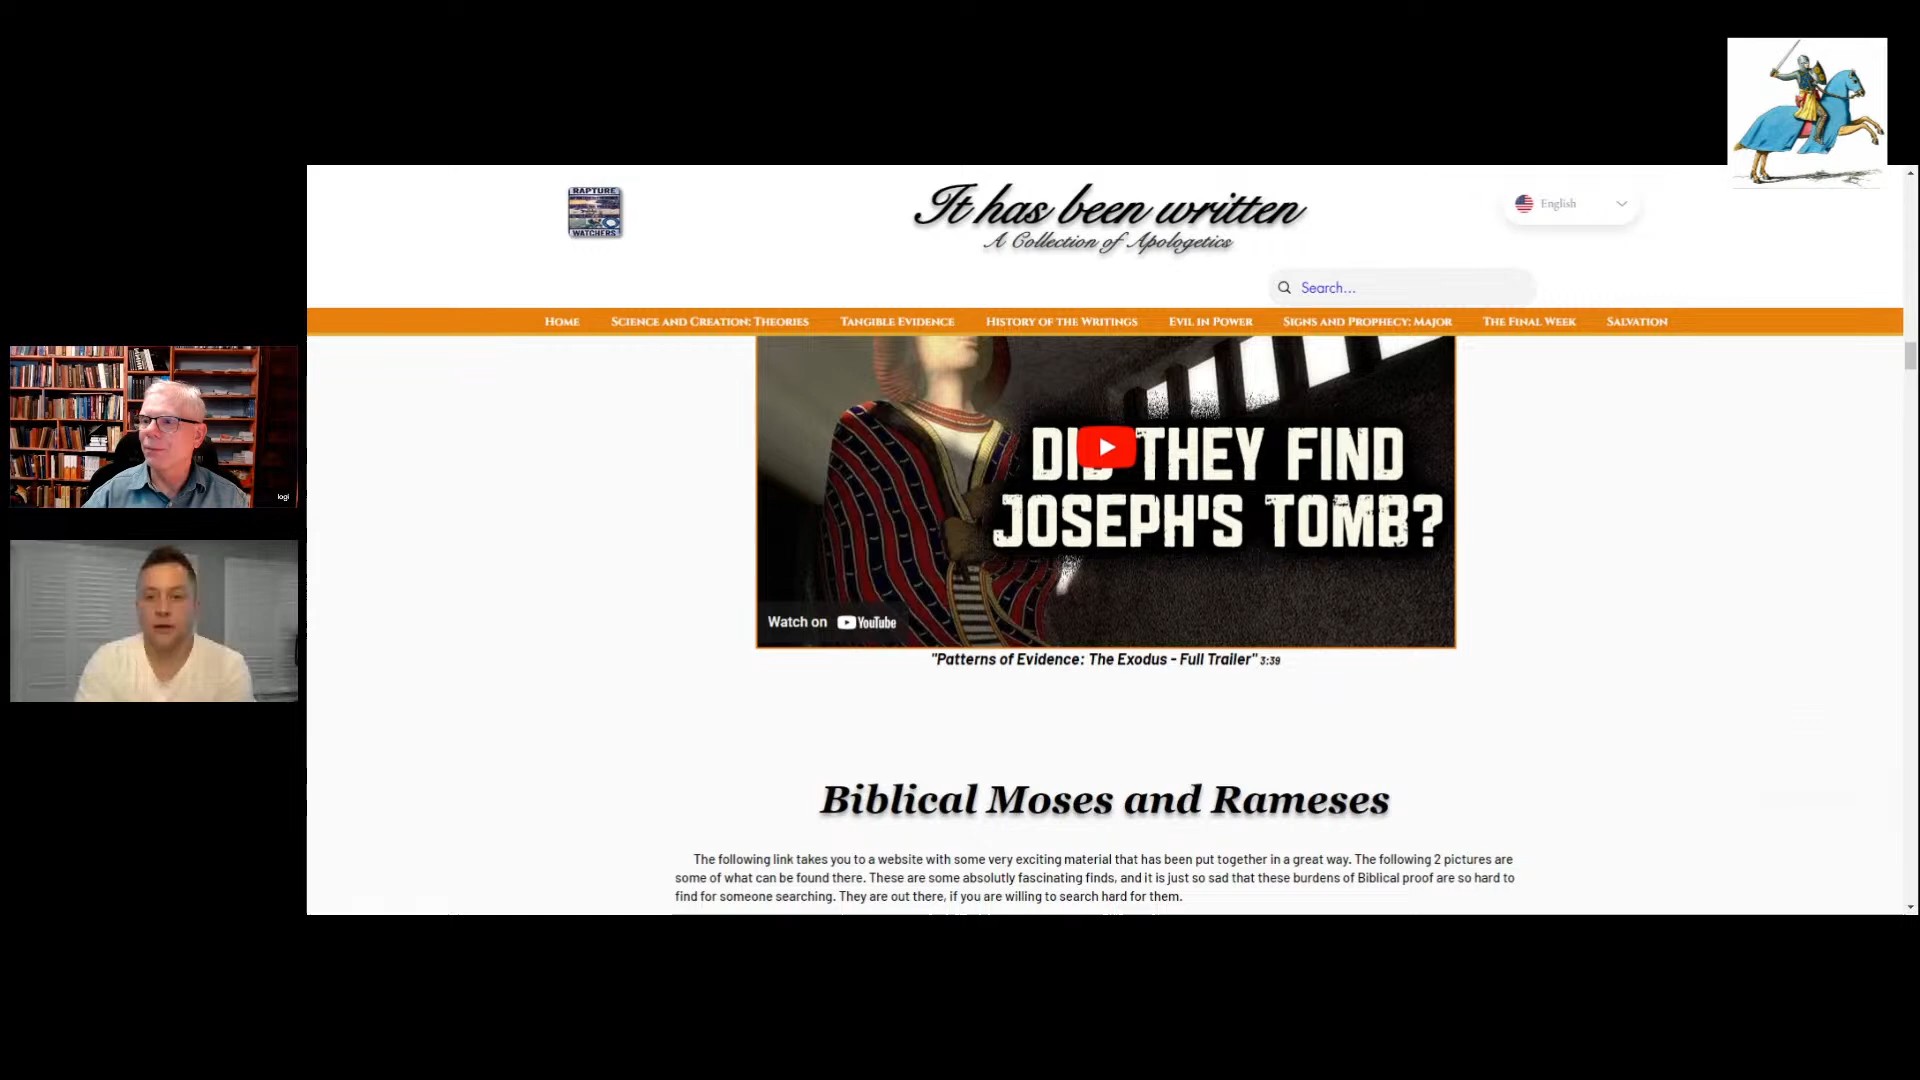 RAPTURE
WATCHERS
It has been written
A Collection of Apologetics
English
Search...
Home Science and Creation: Theories Tangible Evidence History of the Writings Evil in Power Signs and Prophecy: Major The Final Week Salvation
DID THEY FIND
JOSEPH'S TOMB?
Watch on YouTube
"Patterns of Evidence: The Exodus - Full Trailer" 3:39
logi
Biblical Moses and Rameses
The following link takes you to a website with some very exciting material that has been put together in a great way. The following 2 pictures are
some of what can be found there. These are some absolutly fascinating finds, and it is just so sad that these burdens of Biblical proof are so hard to
find for someone searching. They are out there, if you are willing to search hard for them.